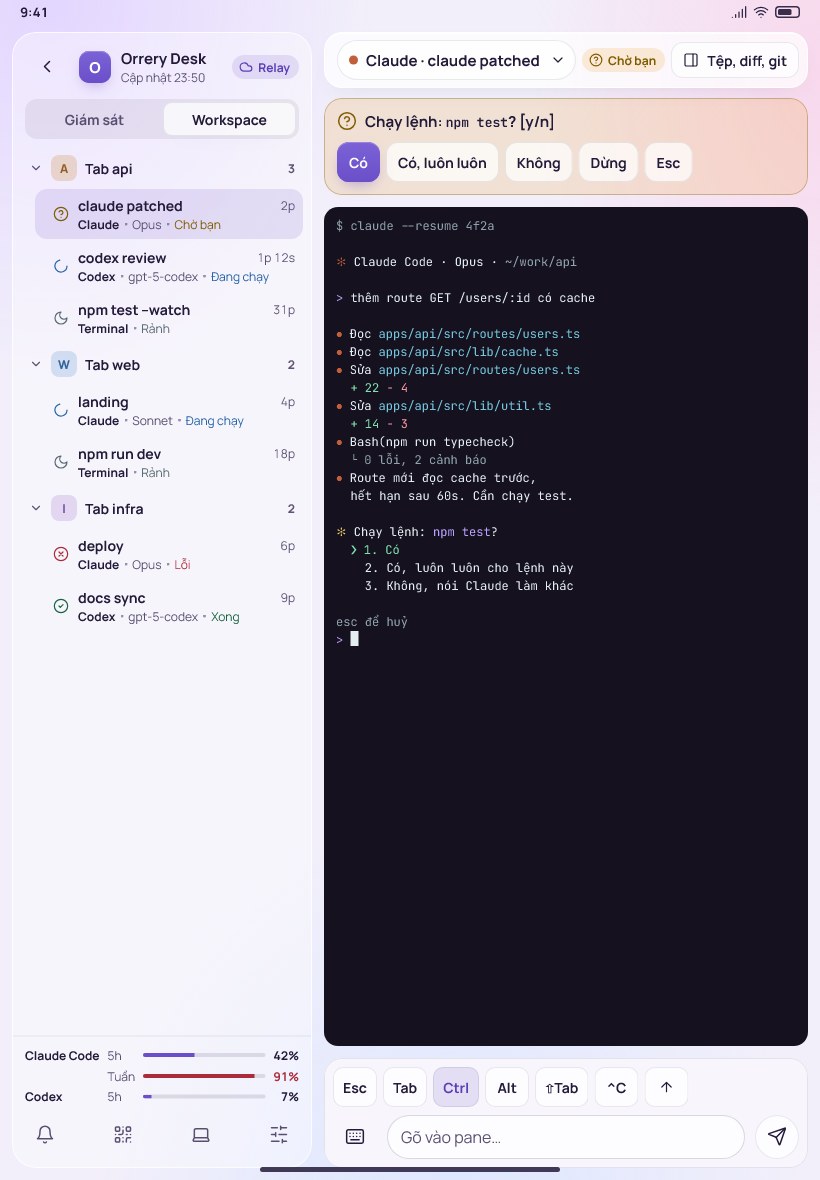 9:41
Orrery Desk
Cập nhật 23:50
Relay
Giám sát
Workspace
A Tab api 3
claude patched 2p
Claude • Opus • Chờ bạn
codex review 1p 12s
Codex • gpt-5-codex • Đang chạy
npm test –watch 31p
Terminal • Rảnh
W Tab web 2
landing 4p
Claude • Sonnet • Đang chạy
npm run dev 18p
Terminal • Rảnh
I Tab infra 2
deploy 6p
Claude • Opus • Lỗi
docs sync 9p
Codex • gpt-5-codex • Xong
Claude Code 5h 42%
Tuần 91%
Codex 5h 7%
Claude · claude patched
Chờ bạn
Tệp, diff, git
Chạy lệnh: npm test? [y/n]
Có
Có, luôn luôn
Không
Dừng
Esc
$ claude --resume 4f2a
✻ Claude Code · Opus · ~/work/api
> thêm route GET /users/:id có cache
● Đọc apps/api/src/routes/users.ts
● Đọc apps/api/src/lib/cache.ts
● Sửa apps/api/src/routes/users.ts
+ 22 - 4
● Sửa apps/api/src/lib/util.ts
+ 14 - 3
● Bash(npm run typecheck)
└ 0 lỗi, 2 cảnh báo
● Route mới đọc cache trước,
hết hạn sau 60s. Cần chạy test.
✻ Chạy lệnh: npm test?
❯ 1. Có
2. Có, luôn luôn cho lệnh này
3. Không, nói Claude làm khác
esc để huỷ
>
Esc
Tab
Ctrl
Alt
⇧Tab
^C
↑
Gõ vào pane…